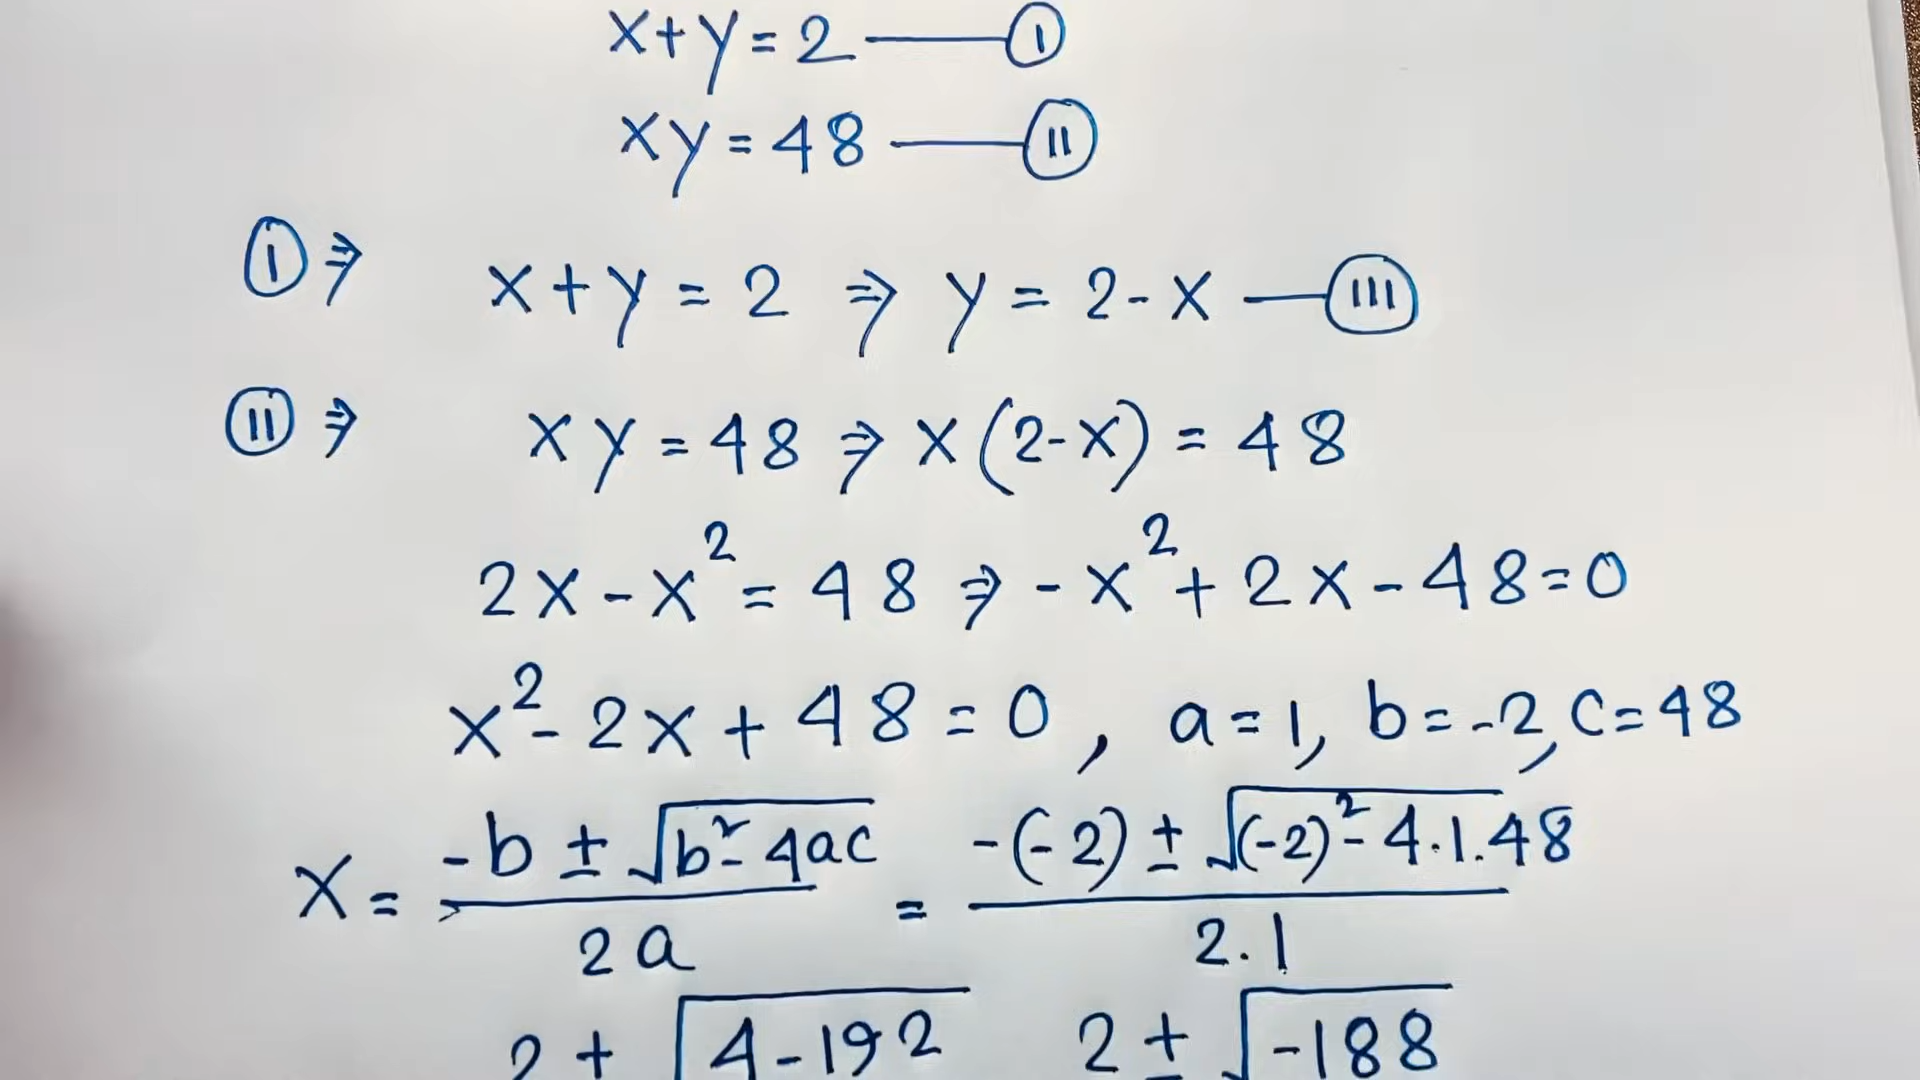 x+y=2 —— I
xy=48 —— II
I ⇒ x+y=2 ⇒ y=2-x —— III
II ⇒ xy=48 ⇒ x(2-x)=48
2x-x²=48 ⇒ -x²+2x-48=0
x²-2x+48=0, a=1, b=-2, c=48
x= (-b±√(b²-4ac))/(2a) = (-(-2)±√((-2)²-4.1.48))/(2.1)
2±√4-192 2±√-188